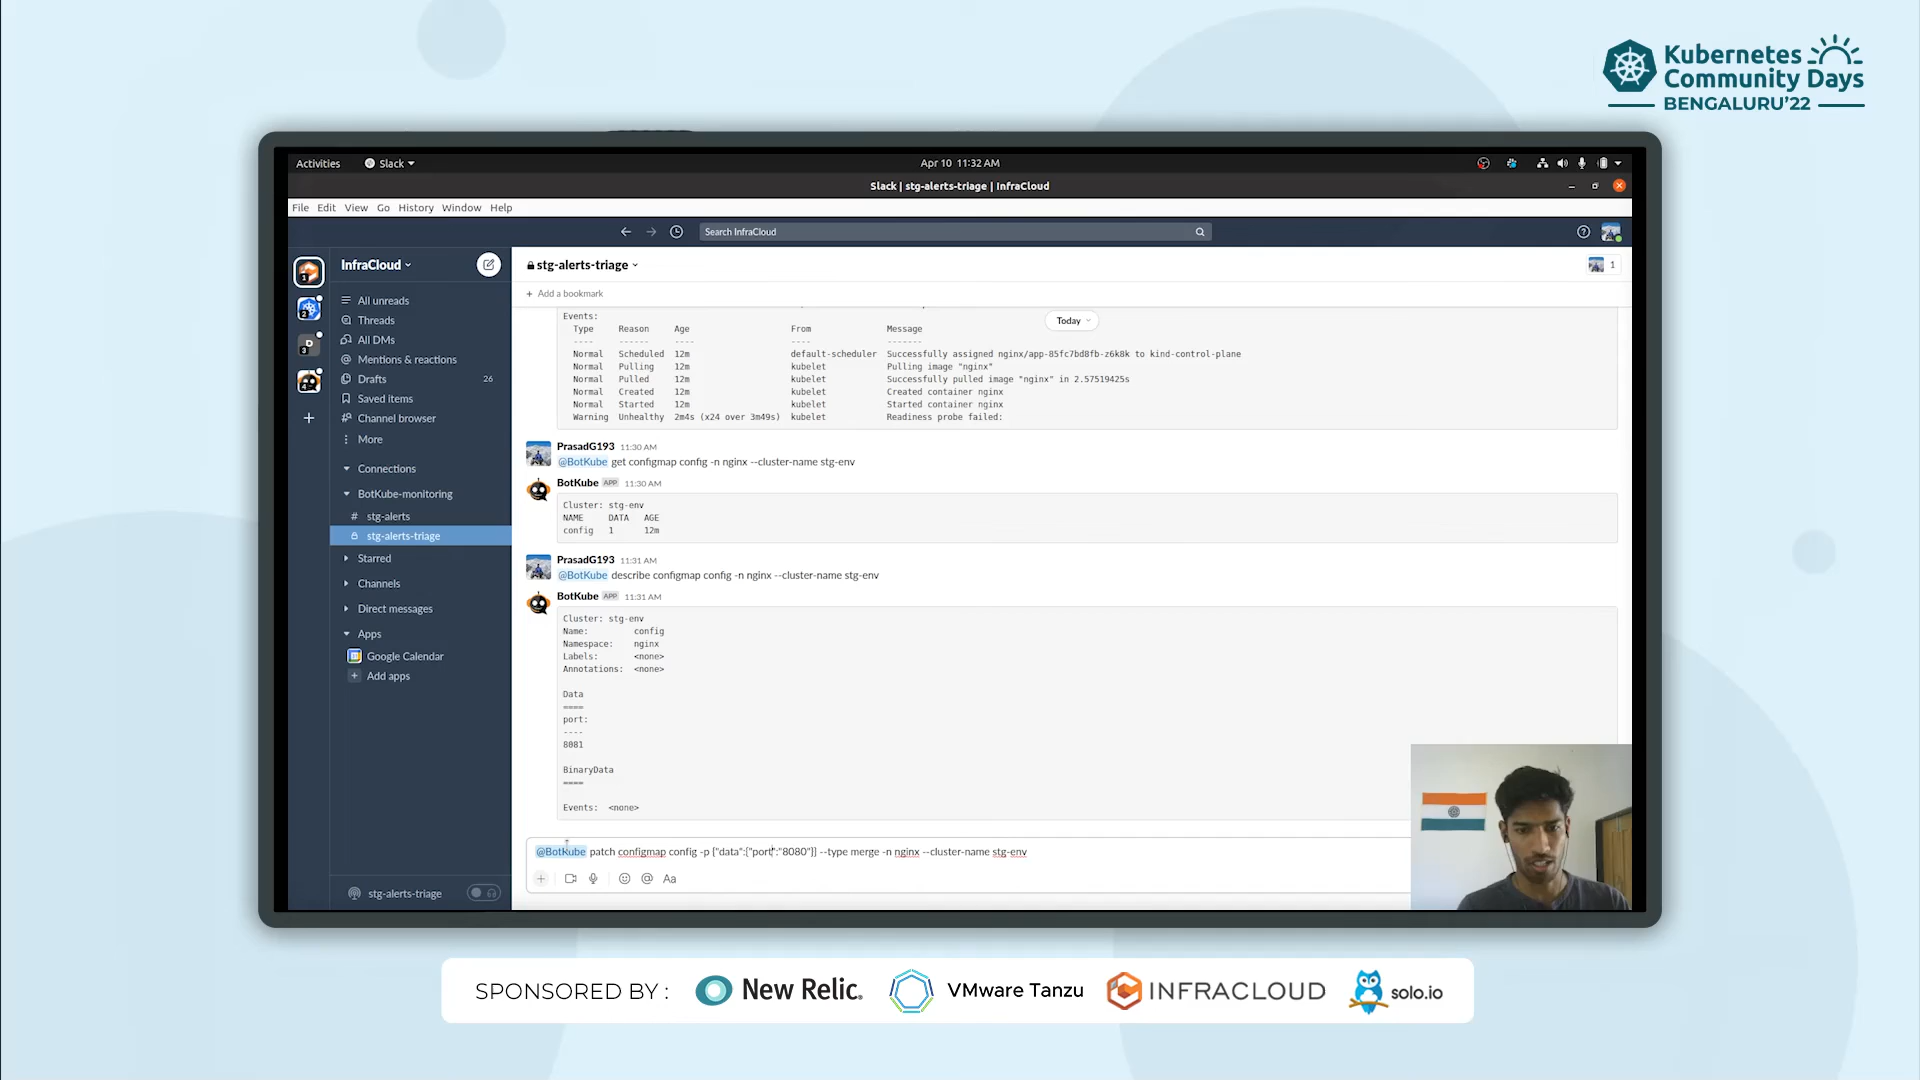 Kubernetes
Community Days
BENGALURU'22
Activities
Slack
Apr 10 11:32 AM
Slack | stg-alerts-triage | InfraCloud
File Edit View Go History Window Help
Search InfraCloud
InfraCloud
All unreads
Threads
All DMs
Mentions & reactions
Drafts 26
Saved items
Channel browser
More
Connections
BotKube-monitoring
# stg-alerts
stg-alerts-triage
Starred
Channels
Direct messages
Apps
Google Calendar
+ Add apps
stg-alerts-triage
1
2
D
3
4
+
stg-alerts-triage
1
+ Add a bookmark
Today
Events:
Type Reason Age From Message
---- ------ ---- ---- -------
Normal Scheduled 12m default-scheduler Successfully assigned nginx/app-85fc7bd8fb-z6k8k to kind-control-plane
Normal Pulling 12m kubelet Pulling image "nginx"
Normal Pulled 12m kubelet Successfully pulled image "nginx" in 2.57519425s
Normal Created 12m kubelet Created container nginx
Normal Started 12m kubelet Started container nginx
Warning Unhealthy 2m4s (x24 over 3m49s) kubelet Readiness probe failed:
PrasadG193 11:30 AM
@BotKube get configmap config -n nginx --cluster-name stg-env
BotKube APP 11:30 AM
Cluster: stg-env
NAME DATA AGE
config 1 12m
PrasadG193 11:31 AM
@BotKube describe configmap config -n nginx --cluster-name stg-env
BotKube APP 11:31 AM
Cluster: stg-env
Name: config
Namespace: nginx
Labels: <none>
Annotations: <none>
Data
====
port:
----
8081
BinaryData
====
Events: <none>
@BotKube patch configmap config -p {"data":{"port":"8080"}} --type merge -n nginx --cluster-name stg-env
+ @ Aa
SPONSORED BY :
New Relic.
VMware Tanzu
INFRACLOUD
solo.io